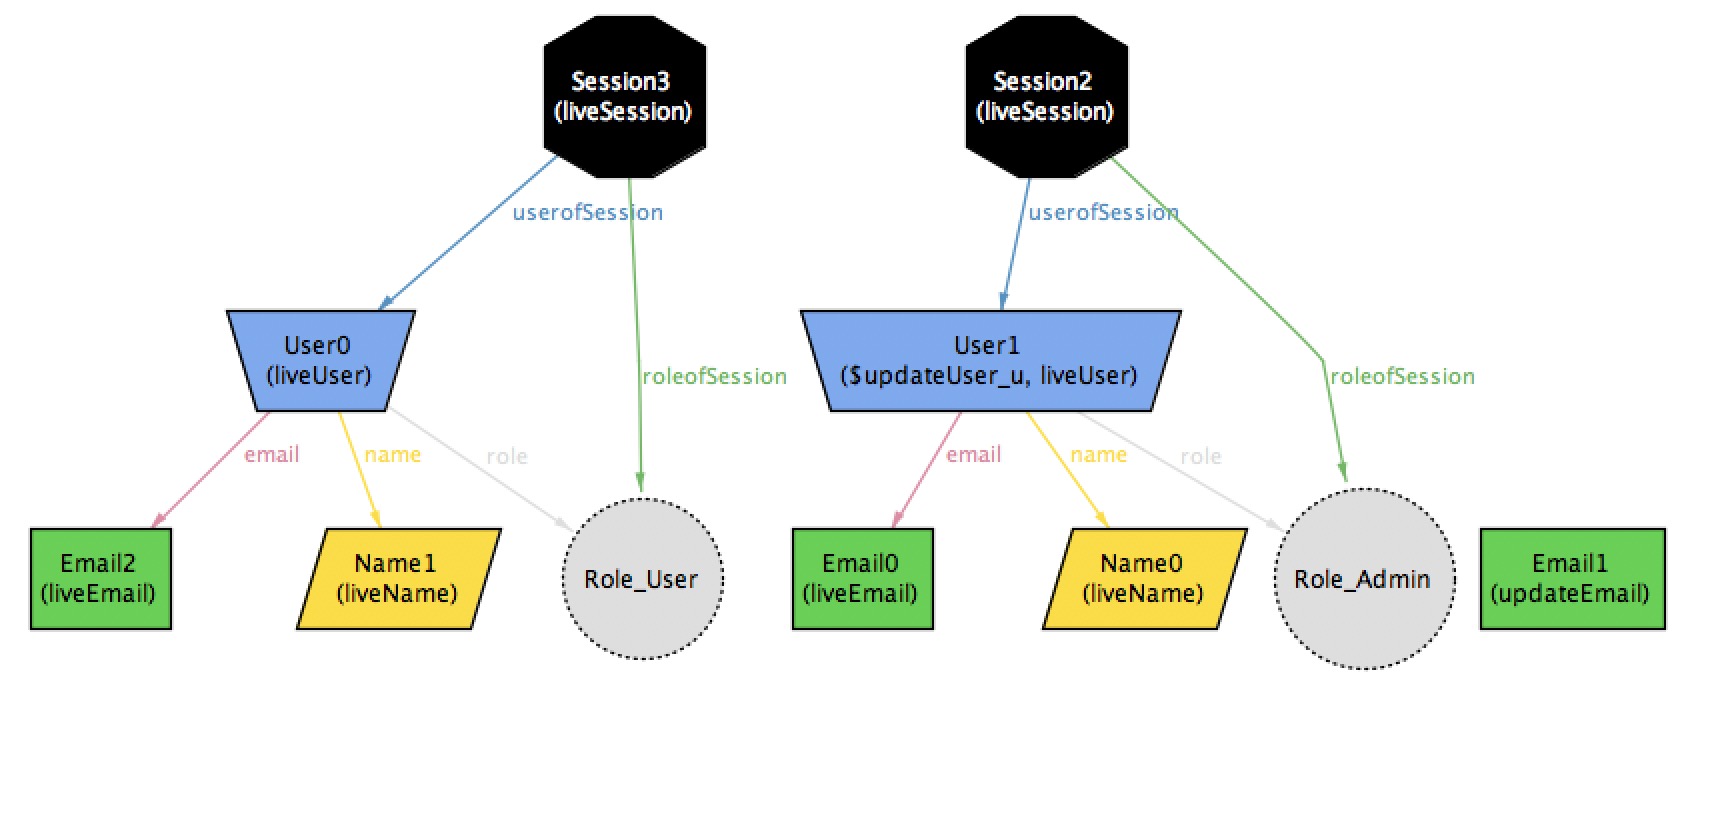 Session3
(liveSession)
Session2
(liveSession)
userofSession
userofSession
User0
(liveUser)
roleofSession
User1
($updateUser_u, liveUser)
roleofSession
email
name
role
email
name
role
Email2
(liveEmail)
Name1
(liveName)
Role_User
Email0
(liveEmail)
Name0
(liveName)
Role_Admin
Email1
(updateEmail)